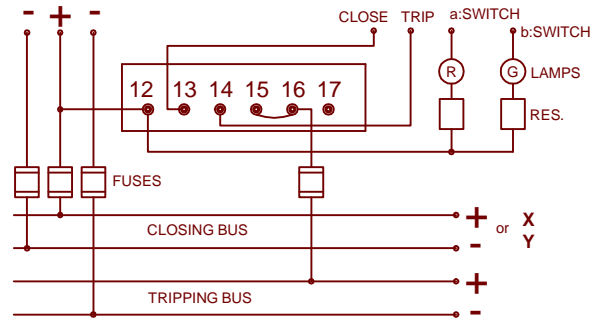 - + -
CLOSE TRIP a:SWITCH
b:SWITCH
12 13 14 15 16 17
R G LAMPS
RES.
FUSES
+ or X
CLOSING BUS
- Y
+
TRIPPING BUS
-